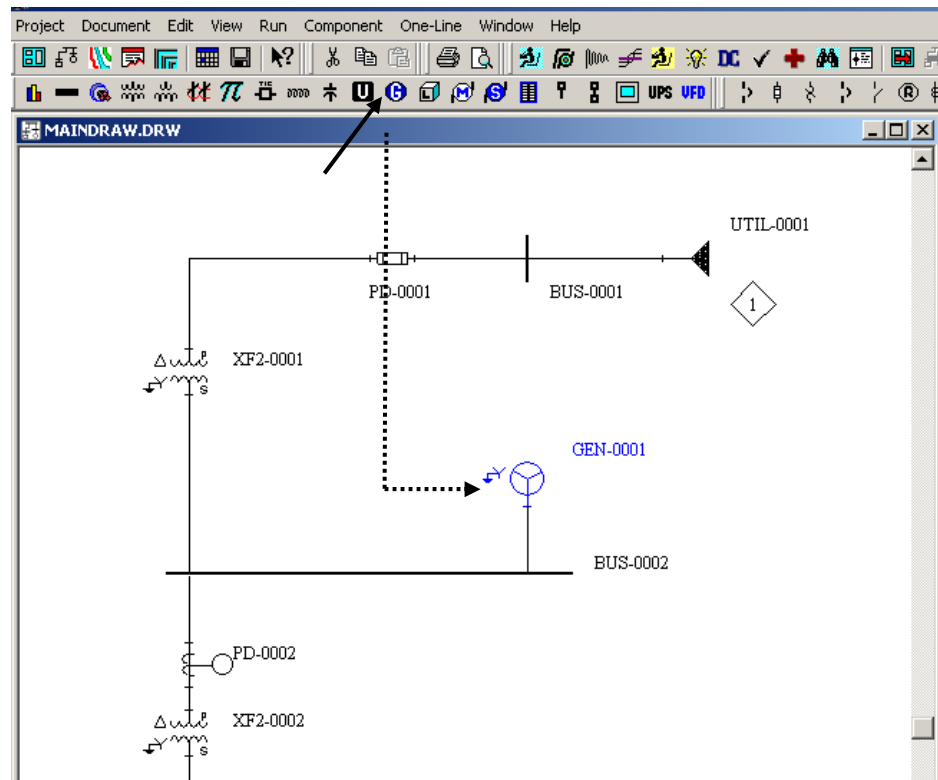 Project Document Edit View Run Component One-Line Window Help
DC
TIE
U G M S UPS VFD R
MAINDRAW.DRW
UTIL-0001
PD-0001 BUS-0001
1
P
XF2-0001
S
GEN-0001
BUS-0002
PD-0002
P
XF2-0002
S